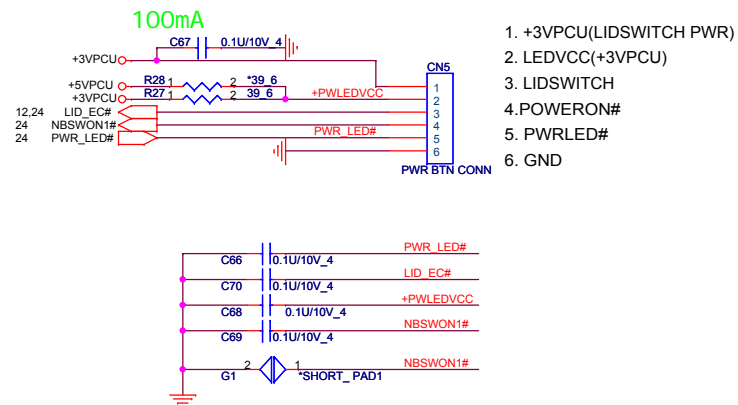 100mA
C67 0.1U/10V_4
+3VPCU
CN5
+5VPCU R28 1 2 *39_6
+3VPCU R27 1 2 39_6 +PWLEDVCC
12,24 LID_EC#
24 NBSWON1#
24 PWR_LED# PWR_LED#
1
2
3
4
5
6
PWR BTN CONN
1. +3VPCU(LIDSWITCH PWR)
2. LEDVCC(+3VPCU)
3. LIDSWITCH
4.POWERON#
5. PWRLED#
6. GND
C66 0.1U/10V_4 PWR_LED#
C70 0.1U/10V_4 LID_EC#
C68 0.1U/10V_4 +PWLEDVCC
C69 0.1U/10V_4 NBSWON1#
G1 2 1 *SHORT_ PAD1 NBSWON1#